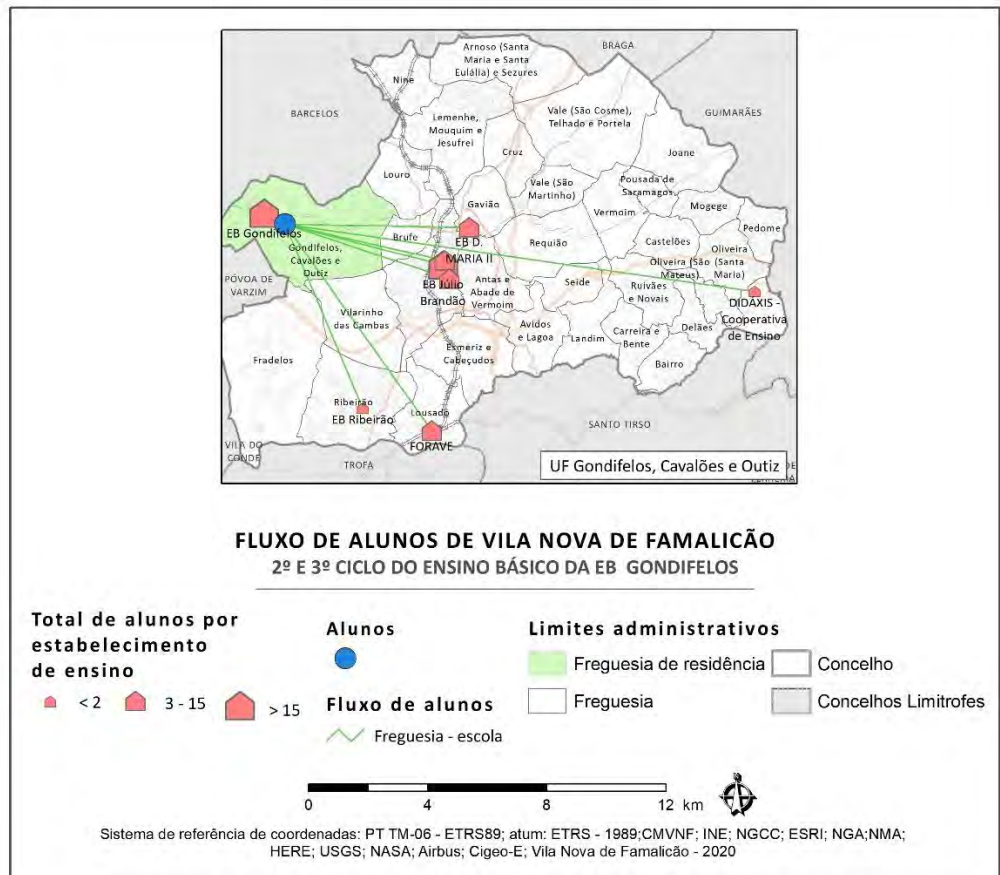 BRAGA
Arnoso (Santa
Maria e Santa
Eulália) e Sezures
Nine
BARCELOS
GUIMARÃES
Vale (São Cosme),
Telhado e Portela
Lemenhe,
Mouquim e
Jesufrei
Cruz
Joane
Louro
Vale (São
Martinho)
Pousada de
Saramagos
Gavião
Vermoim
Mogege
EB Gondifelos
Brufe
EB D.
MARIA II
Requião
Castelões
Pedome
Gondifelos,
Cavalões e
Outiz
Oliveira
(Santa
Maria)
Oliveira (São
Mateus)
PÓVOA DE
VARZIM
EB Júlio
Brandão
Antas e
Abade de
Vermoim
Seide
Ruivães
e Novais
DIDAXIS -
Cooperativa
de Ensino
Vilarinho
das Cambas
Avidos
e Lagoa
Landim
Carreira e
Bente
Delães
Esmeriz e
Cabeçudos
Fradelos
Bairro
Ribeirão
EB Ribeirão
Lousado
FORAVE
SANTO TIRSO
VILA DO
CONDE
TROFA
UF Gondifelos, Cavalões e Outiz
FLUXO DE ALUNOS DE VILA NOVA DE FAMALICÃO
2º E 3º CICLO DO ENSINO BÁSICO DA EB GONDIFELOS
Total de alunos por
estabelecimento
de ensino
< 2
3 - 15
> 15
Alunos
Fluxo de alunos
Freguesia - escola
Limites administrativos
Freguesia de residência
Concelho
Freguesia
Concelhos Limitrofes
0 4 8 12 km
Sistema de referência de coordenadas: PT TM-06 - ETRS89; atum: ETRS - 1989;CMVNF; INE; NGCC; ESRI; NGA;NMA;
HERE; USGS; NASA; Airbus; Cigeo-E; Vila Nova de Famalicão - 2020